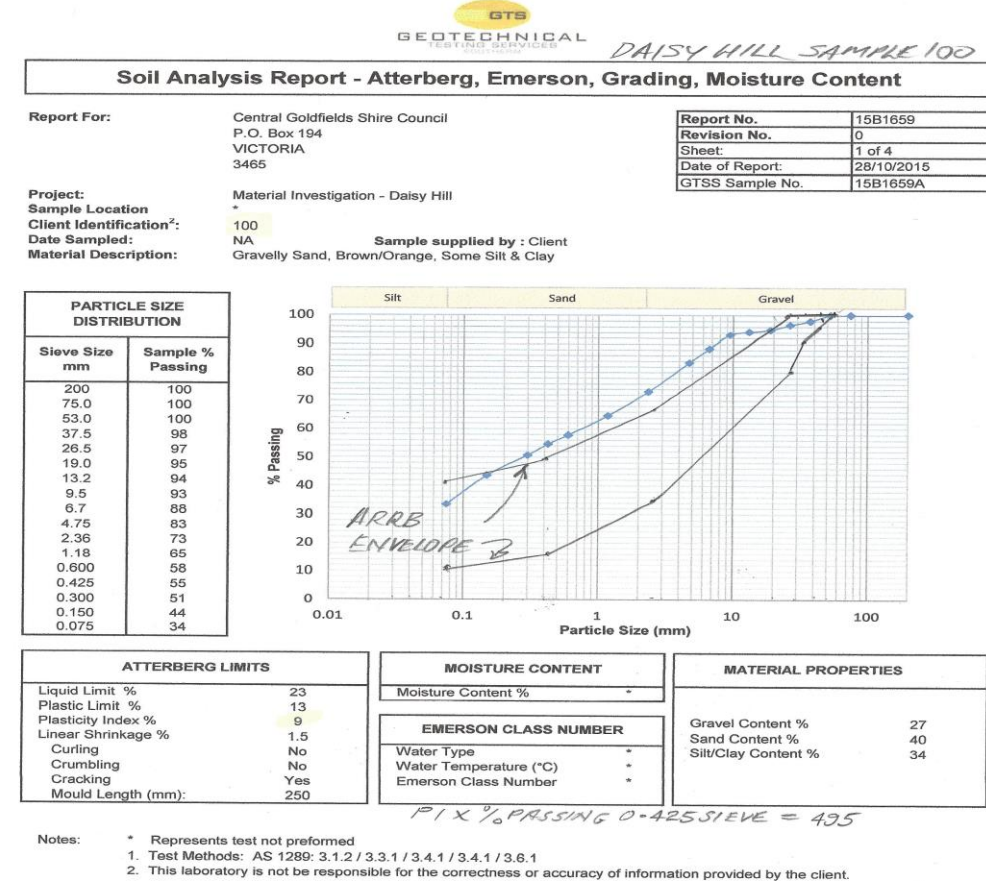 GTS
GEOTECHNICAL
TESTING SERVICES
SOUTHERN
DAISY HILL SAMPLE 100
Soil Analysis Report - Atterberg, Emerson, Grading, Moisture Content
Report For: Central Goldfields Shire Council
P.O. Box 194
VICTORIA
3465
Report No. 15B1659
Revision No. 0
Sheet: 1 of 4
Date of Report: 28/10/2015
GTSS Sample No. 15B1659A
Project: Material Investigation - Daisy Hill
Sample Location *
Client Identification²: 100
Date Sampled: NA Sample supplied by : Client
Material Description: Gravelly Sand, Brown/Orange, Some Silt & Clay
PARTICLE SIZE
DISTRIBUTION
Sieve Size mm Sample % Passing
200 100
75.0 100
53.0 100
37.5 98
26.5 97
19.0 95
13.2 94
9.5 93
6.7 88
4.75 83
2.36 73
1.18 65
0.600 58
0.425 55
0.300 51
0.150 44
0.075 34
Silt Sand Gravel
100
90
80
70
60
50
40
30
20
10
0
% Passing
ARRB
ENVELOPE
0.01 0.1 1 10 100
Particle Size (mm)
ATTERBERG LIMITS
Liquid Limit % 23
Plastic Limit % 13
Plasticity Index % 9
Linear Shrinkage % 1.5
Curling No
Crumbling No
Cracking Yes
Mould Length (mm): 250
MOISTURE CONTENT
Moisture Content % *
EMERSON CLASS NUMBER
Water Type *
Water Temperature (°C) *
Emerson Class Number *
MATERIAL PROPERTIES
Gravel Content % 27
Sand Content % 40
Silt/Clay Content % 34
PI X % PASSING 0.425 SIEVE = 495
Notes: * Represents test not preformed
1. Test Methods: AS 1289: 3.1.2 / 3.3.1 / 3.4.1 / 3.4.1 / 3.6.1
2. This laboratory is not be responsible for the correctness or accuracy of information provided by the client.